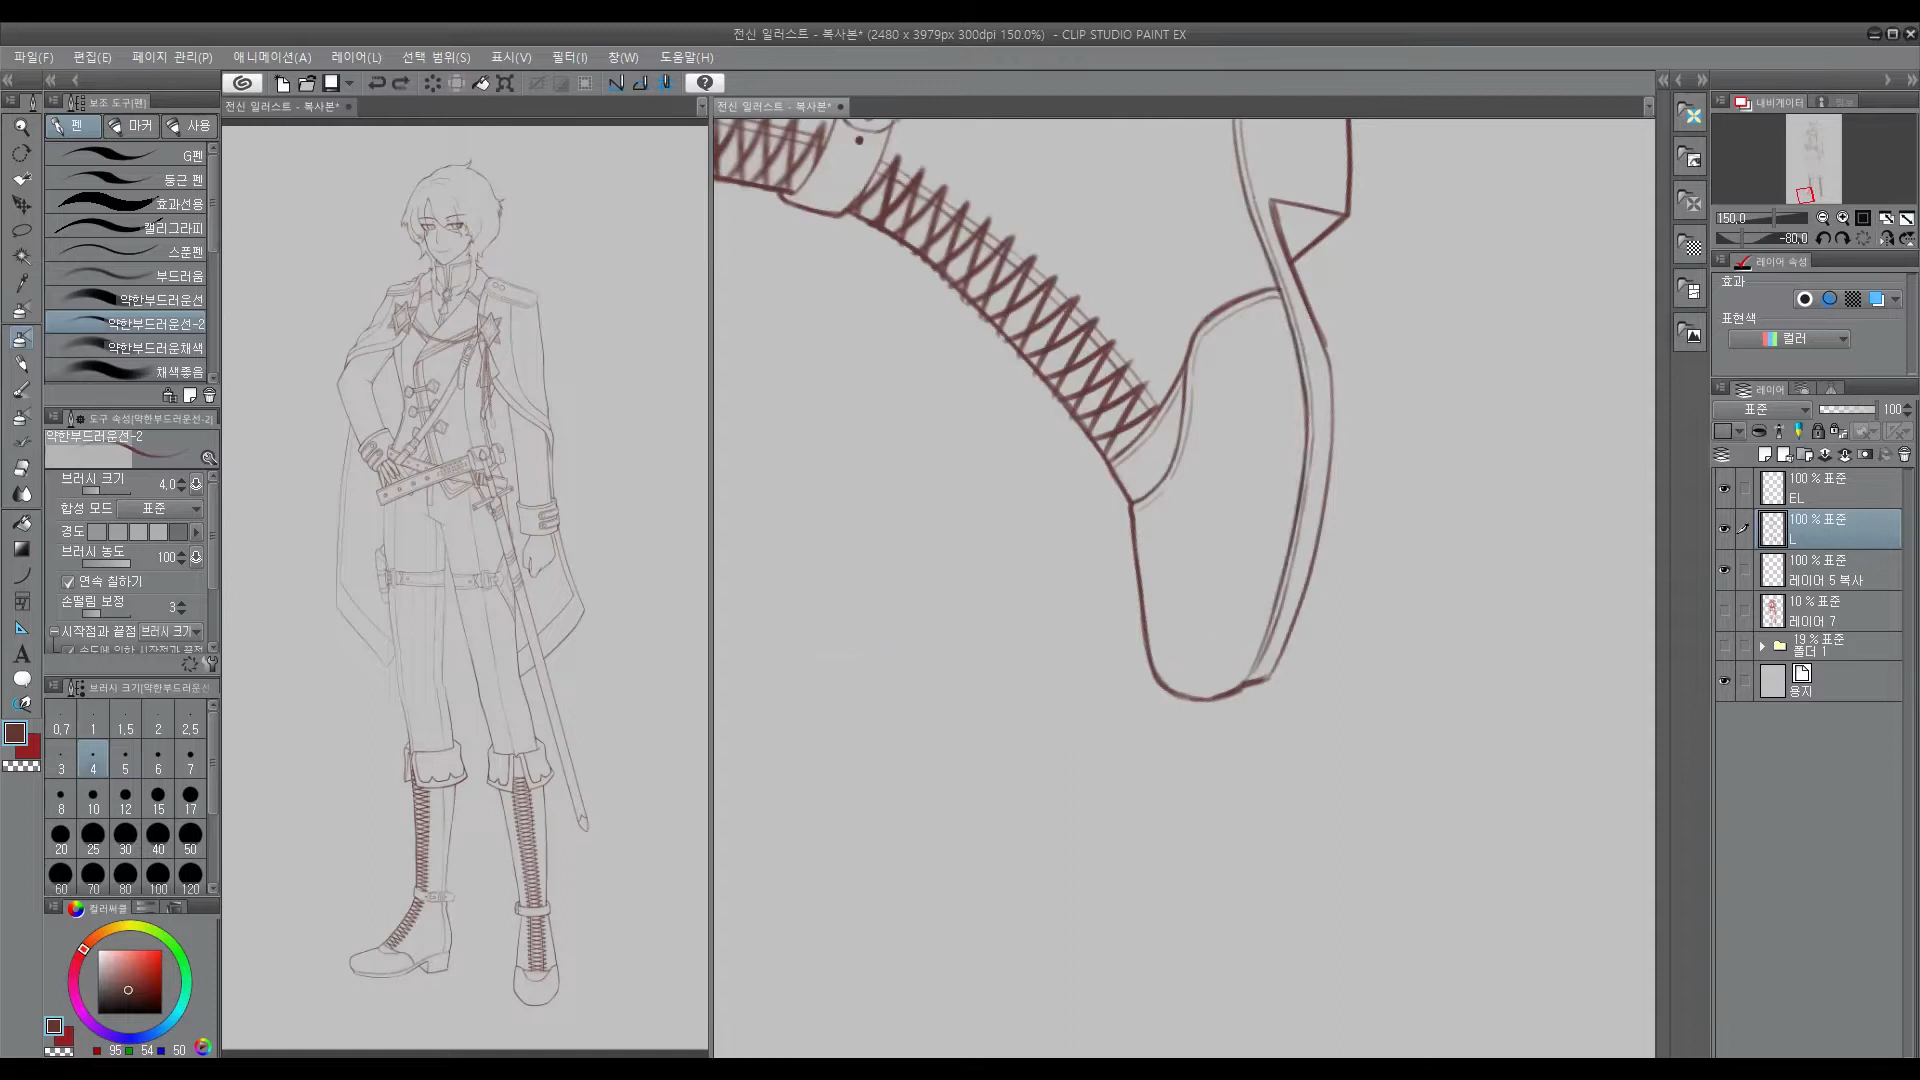 전신 일러스트 - 복사본* (2480 x 3979px 300dpi 150.0%) - CLIP STUDIO PAINT EX
파일(F) 편집(E) 페이지 관리(P) 애니메이션(A) 레이어(L) 선택 범위(S) 표시(V) 필터(I) 창(W) 도움말(H)
보조 도구[펜]
전신 일러스트 - 복사본*
전신 일러스트 - 복사본*
내비게이터
정보
펜 마커 사용
G펜
둥근 펜
효과선용
캘리그라피
스푼펜
부드러움
약한부드러운선
약한부드러운선-2
약한부드러운채색
채색좋음
도구 속성[약한부드러운선-2]
약한부드러운선-2
브러시 크기 4.0
합성 모드 표준
경도
브러시 농도 100
연속 칠하기
손떨림 보정 3
시작점과 끝점 브러시 크기
속도에 의한 시작점과 끝점
브러시 크기[약한부드러운선
0.7 1 1.5 2 2.5
3 4 5 6 7
8 10 12 15 17
20 25 30 40 50
60 70 80 100 120
컬러써클
95 54 50
150.0
-80.0
레이어 속성
효과
표현색
컬러
레이어
표준 100
100 % 표준
EL
100 % 표준
L
100 % 표준
레이어 5 복사
10 % 표준
레이어 7
19 % 표준
폴더 1
용지